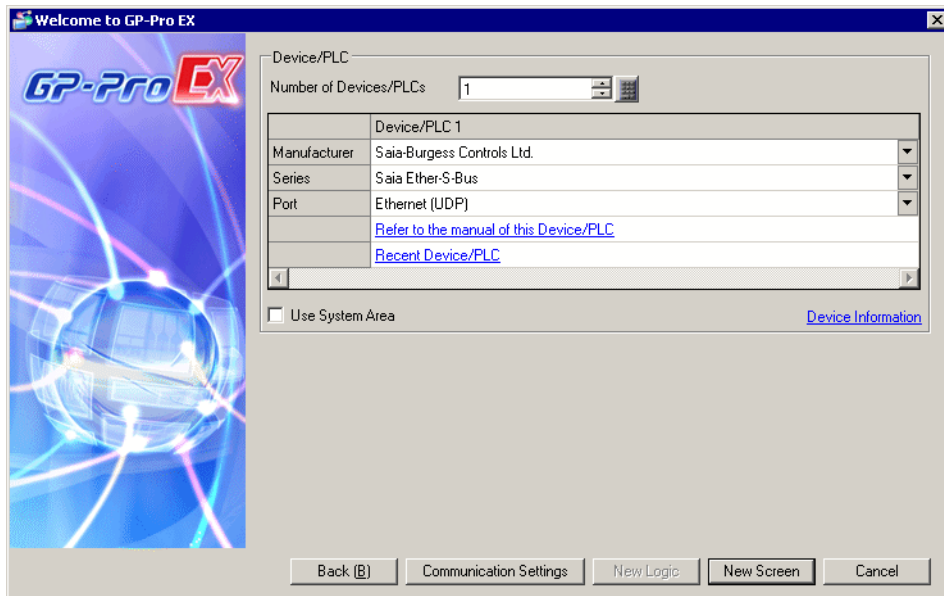 Welcome to GP-Pro EX
GP-Pro EX
Device/PLC
Number of Devices/PLCs 1
Device/PLC 1
Manufacturer Saia-Burgess Controls Ltd.
Series Saia Ether-S-Bus
Port Ethernet (UDP)
Refer to the manual of this Device/PLC
Recent Device/PLC
Use System Area Device Information
Back (B) Communication Settings New Logic New Screen Cancel